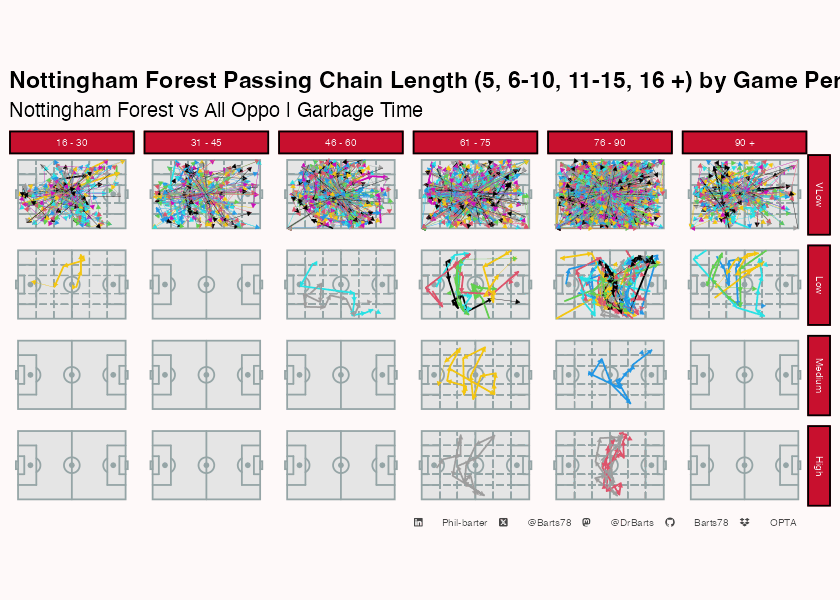 Nottingham Forest Passing Chain Length (5, 6-10, 11-15, 16 +) by Game Per
Nottingham Forest vs All Oppo I Garbage Time
16 - 30 31 - 45 46 - 60 61 - 75 76 - 90 90 +
VLow
Low
Medium
High
Phil-barter @Barts78 @DrBarts Barts78 OPTA